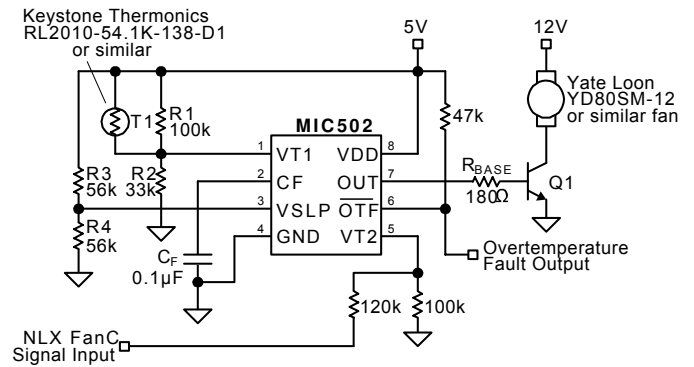 Keystone Thermonics
RL2010-54.1K-138-D1
or similar
5V
12V
Yate Loon
YD80SM-12
or similar fan
47k
T1
R1
100k
MIC502
1 VT1 VDD 8
R3
56k
R2
33k
2 CF OUT 7
RBASE
180Ω
Q1
3 VSLP OTF 6
R4
56k
4 GND VT2 5
CF
0.1µF
Overtemperature
Fault Output
120k
100k
NLX FanC
Signal Input